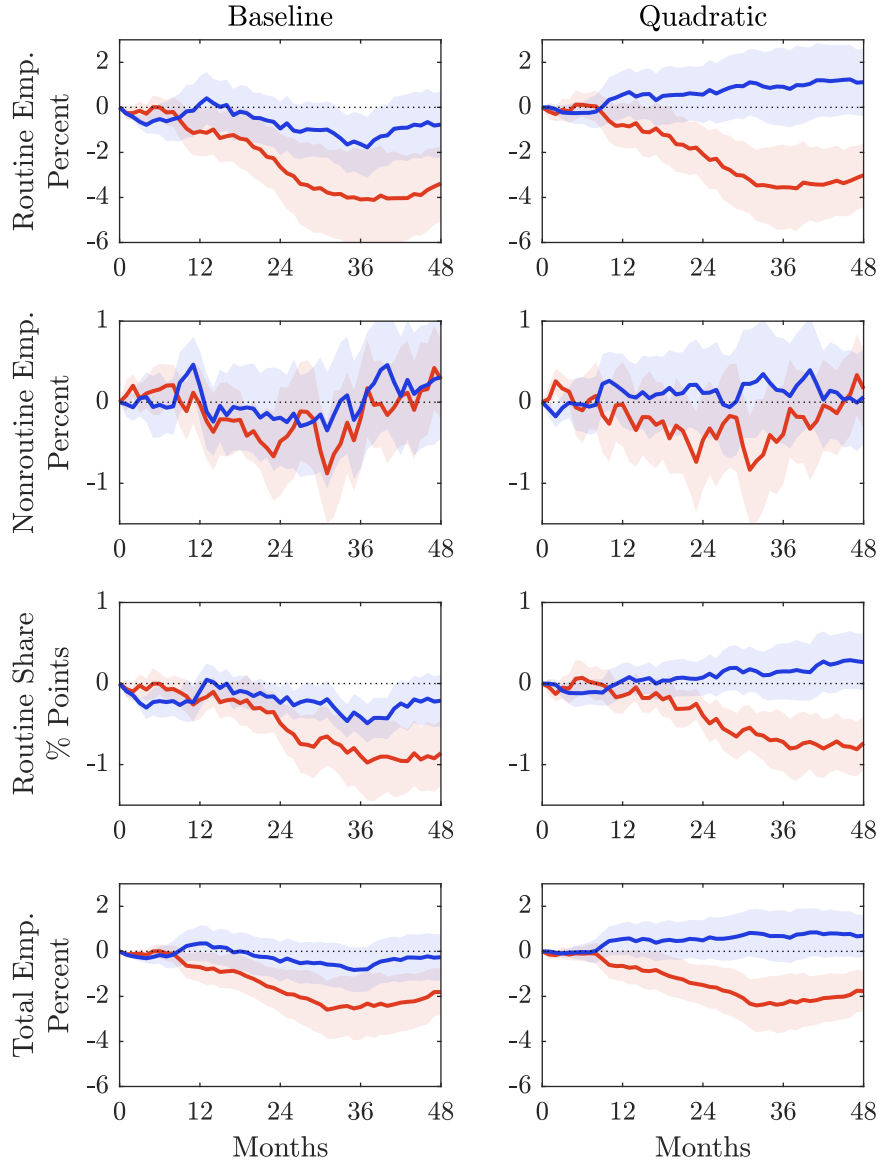 Baseline
Quadratic
Routine Emp.
Percent
2
0
-2
-4
-6
0 12 24 36 48
2
0
-2
-4
-6
0 12 24 36 48
Nonroutine Emp.
Percent
1
0
-1
0 12 24 36 48
1
0
-1
0 12 24 36 48
Routine Share
% Points
1
0
-1
0 12 24 36 48
1
0
-1
0 12 24 36 48
Total Emp.
Percent
2
0
-2
-4
-6
0 12 24 36 48
Months
2
0
-2
-4
-6
0 12 24 36 48
Months